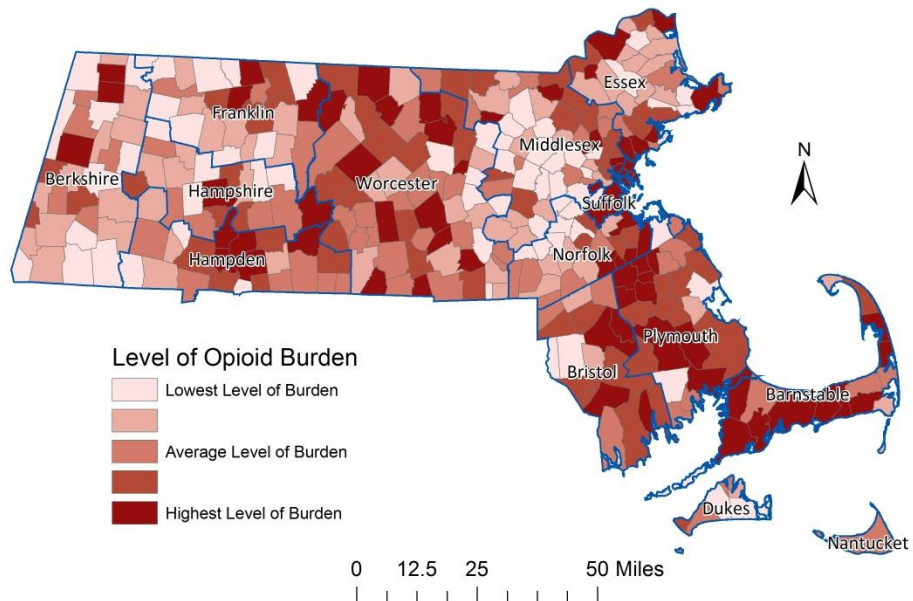 Essex
Franklin
Middlesex
N
Berkshire
Hampshire
Worcester
Suffolk
Norfolk
Hampden
Plymouth
Level of Opioid Burden
Lowest Level of Burden
Bristol
Barnstable
Average Level of Burden
Highest Level of Burden
Dukes
Nantucket
0 12.5 25 50 Miles